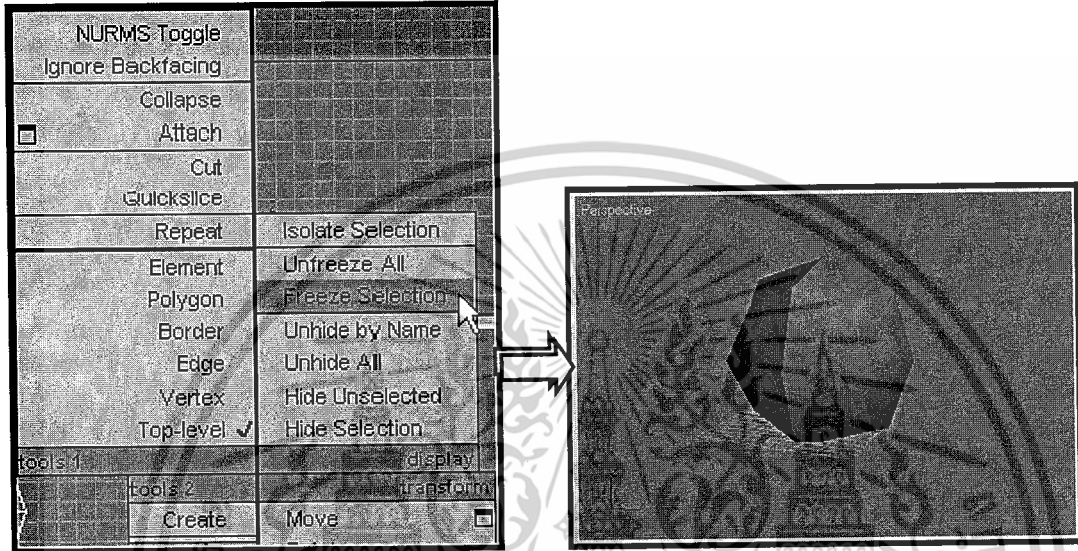 NURMS Toggle
Ignore Backfacing
Collapse
Attach
Cut
Quickslice
Repeat
Element
Polygon
Border
Edge
Vertex
Top-level
tools 1
tools 2
Create
Isolate Selection
Unfreeze All
Freeze Selection
Unhide by Name
Unhide All
Hide Unselected
Hide Selection
display
transform
Move
Perspective